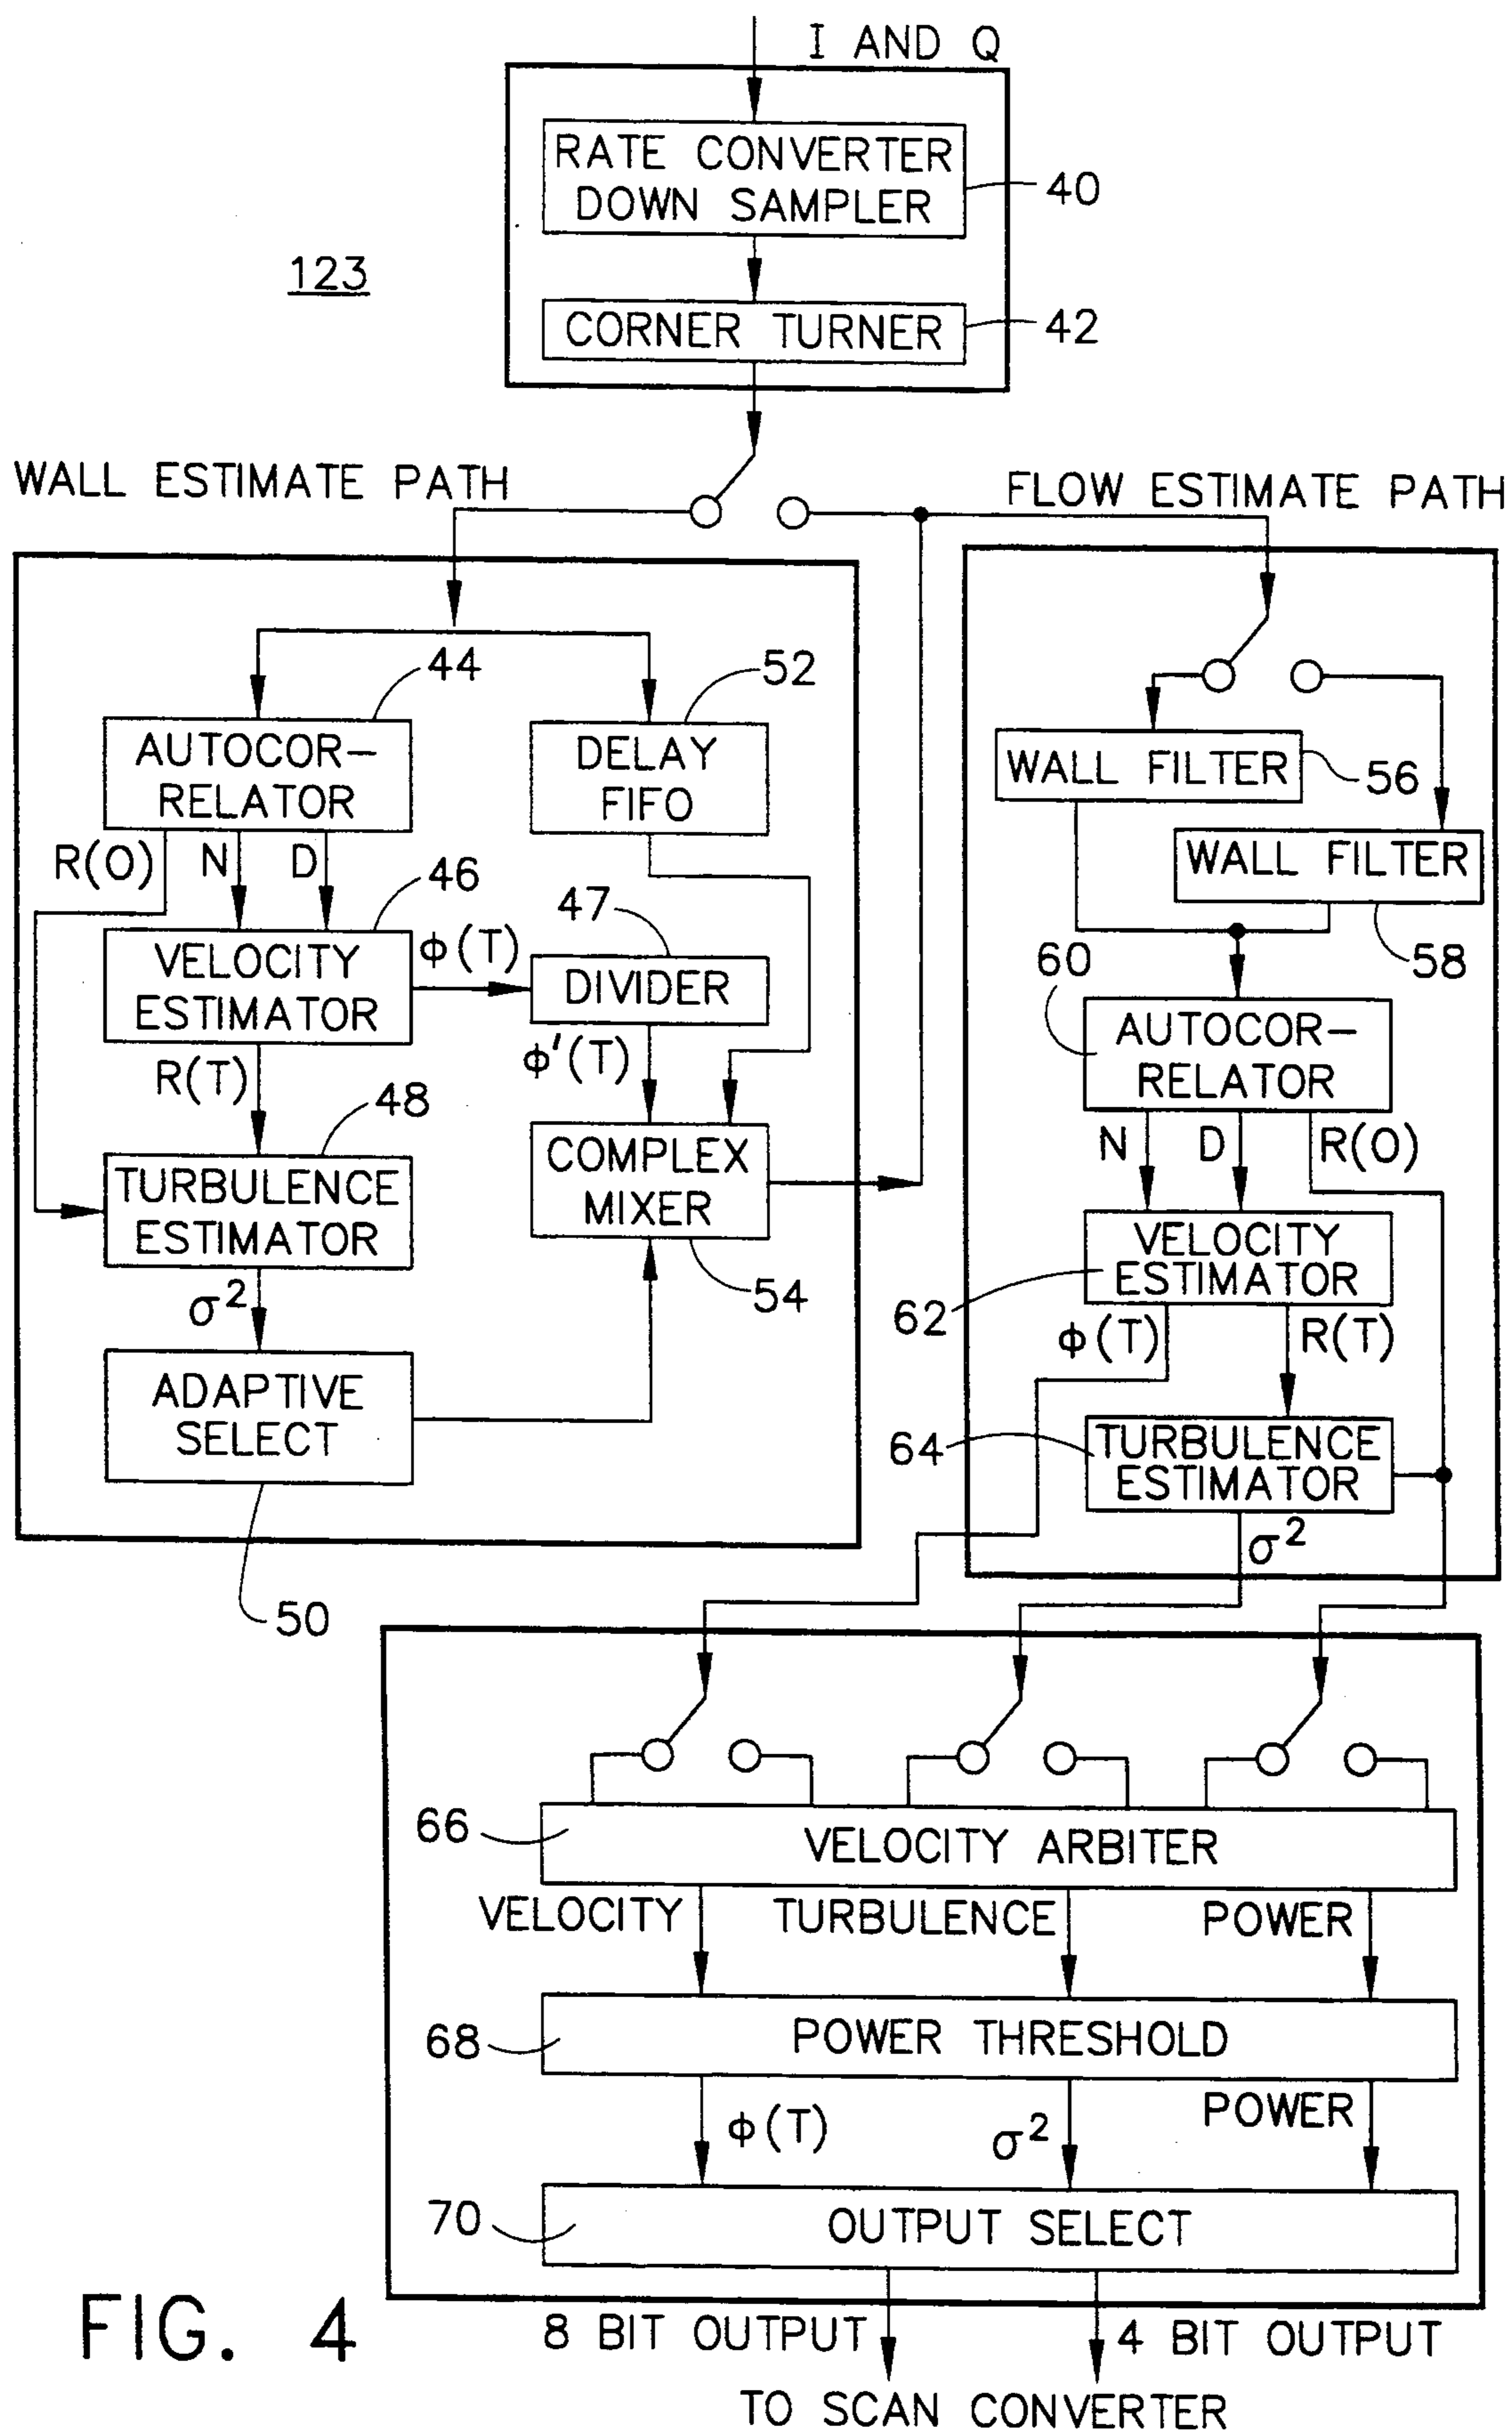 I AND Q
RATE CONVERTER
DOWN SAMPLER
40
123
CORNER TURNER
42
WALL ESTIMATE PATH
FLOW ESTIMATE PATH
44
52
AUTOCOR-
RELATOR
DELAY
FIFO
R(O)
N
D
46
47
VELOCITY
ESTIMATOR
ϕ(T)
DIVIDER
R(T)
ϕ'(T)
48
TURBULENCE
ESTIMATOR
COMPLEX
MIXER
54
σ²
ADAPTIVE
SELECT
50
WALL FILTER
56
WALL FILTER
58
60
AUTOCOR-
RELATOR
N
D
R(O)
VELOCITY
ESTIMATOR
62
ϕ(T)
R(T)
64
TURBULENCE
ESTIMATOR
σ²
66
VELOCITY ARBITER
VELOCITY
TURBULENCE
POWER
68
POWER THRESHOLD
ϕ(T)
σ²
POWER
70
OUTPUT SELECT
FIG. 4
8 BIT OUTPUT
4 BIT OUTPUT
TO SCAN CONVERTER